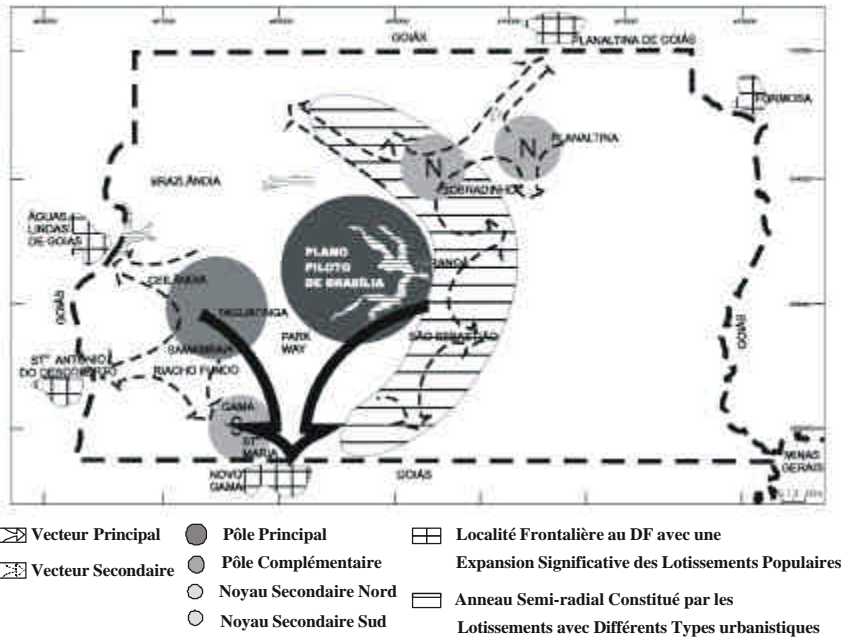 GOIÁS
PLANALTINA DE GOIÁS
FORMOSA
PLANALTINA
N
N
SOBRADINHO
BRAZLÂNDIA
ÁGUAS
LINDAS
DE GOIAS
PLANO
PILOTO
DE BRASÍLIA
CEILÂNDIA
TAGUATINGA
GOIÁS
PARK
WAY
SÃO SEBASTIÃO
SAMAMBAIA
RIACHO FUNDO
STº ANTONIO
DO DESCOBERTO
GAMA
S
STª
MARIA
NOVO
GAMA
GOIÁS
MINAS
GERAIS
Vecteur Principal
Vecteur Secondaire
Pôle Principal
Pôle Complémentaire
Noyau Secondaire Nord
Noyau Secondaire Sud
Localité Frontalière au DF avec une
Expansion Significative des Lotissements Populaires
Anneau Semi-radial Constitué par les
Lotissements avec Différents Types urbanistiques